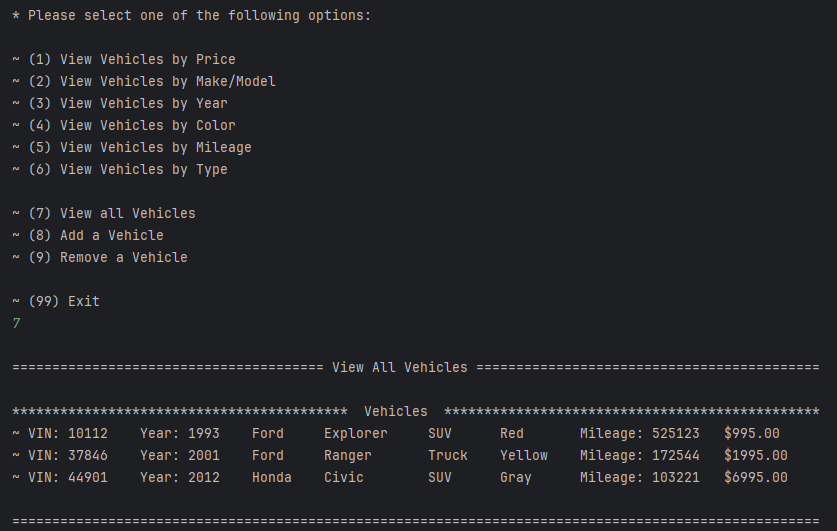 * Please select one of the following options:
~ (1) View Vehicles by Price
~ (2) View Vehicles by Make/Model
~ (3) View Vehicles by Year
~ (4) View Vehicles by Color
~ (5) View Vehicles by Mileage
~ (6) View Vehicles by Type
~ (7) View all Vehicles
~ (8) Add a Vehicle
~ (9) Remove a Vehicle
~ (99) Exit
7
======================================= View All Vehicles ===========================================
****************************************** Vehicles ***********************************************
~ VIN: 10112    Year: 1993    Ford     Explorer     SUV      Red       Mileage: 525123   $995.00
~ VIN: 37846    Year: 2001    Ford     Ranger       Truck    Yellow    Mileage: 172544   $1995.00
~ VIN: 44901    Year: 2012    Honda    Civic        SUV      Gray      Mileage: 103221   $6995.00
=====================================================================================================